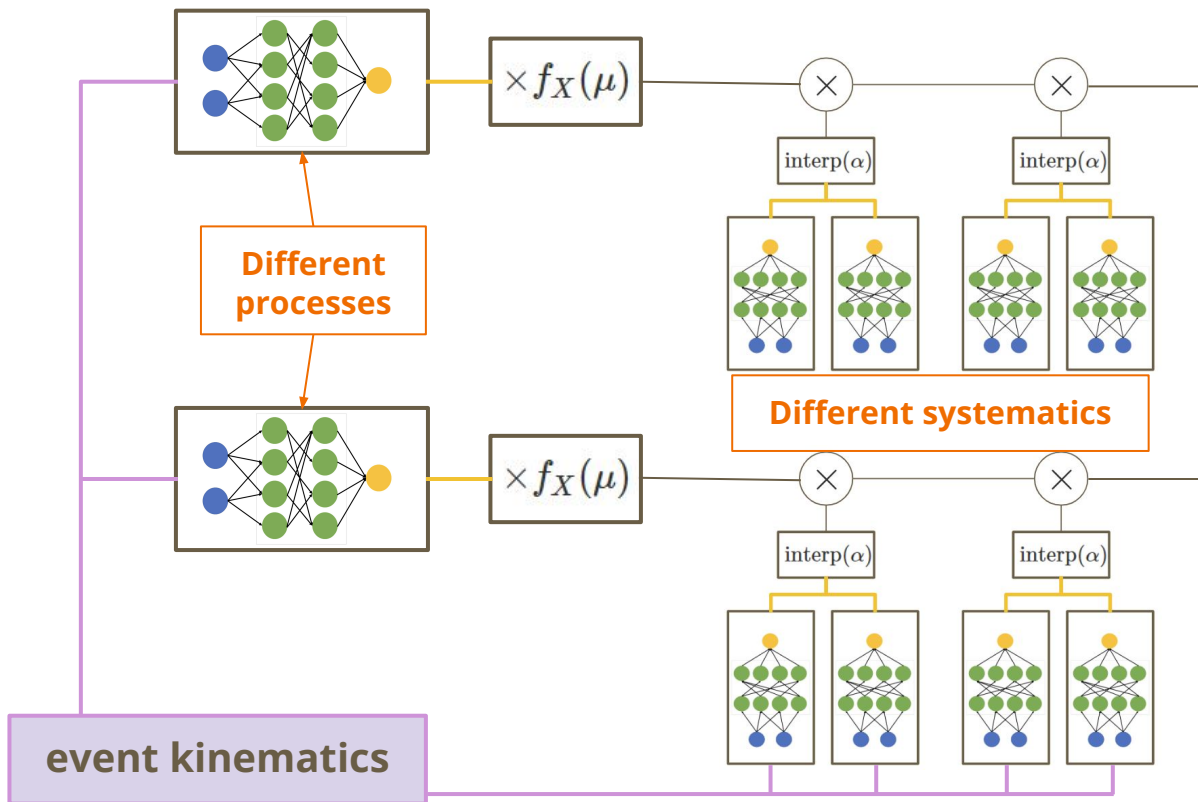 × f_X(μ)
×
×
interp(α)
interp(α)
Different
processes
Different systematics
× f_X(μ)
×
×
interp(α)
interp(α)
event kinematics